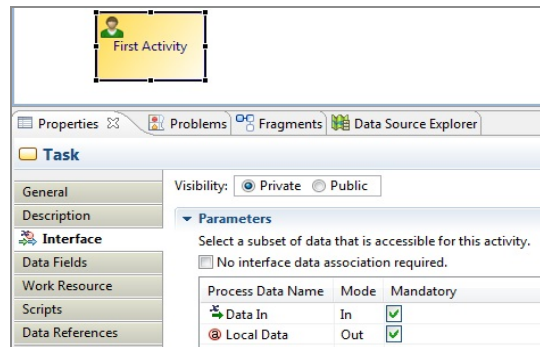 First Activity
Properties Problems Fragments Data Source Explorer
Task
General
Description
Interface
Data Fields
Work Resource
Scripts
Data References
Visibility: Private Public
Parameters
Select a subset of data that is accessible for this activity.
No interface data association required.
Process Data Name Mode Mandatory
Data In In
Local Data Out